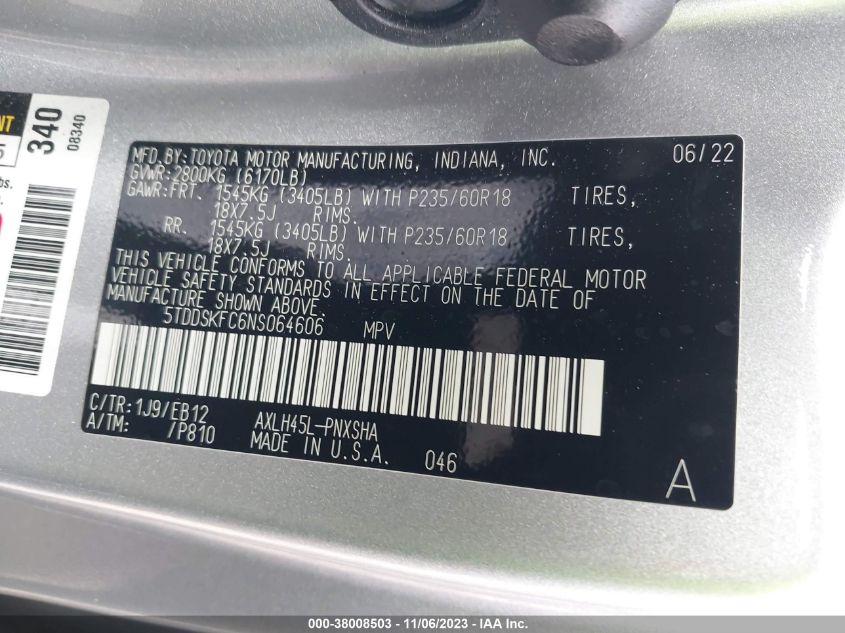 NT
5
bs.
e.
340
08340
MFD.BY:TOYOTA MOTOR MANUFACTURING, INDIANA, INC. 06/22
GVWR:2800KG (6170LB)
GAWR:FRT. 1545KG (3405LB) WITH P235/60R18 TIRES,
18X7.5J RIMS.
RR. 1545KG (3405LB) WITH P235/60R18 TIRES,
18X7.5J RIMS.
THIS VEHICLE CONFORMS TO ALL APPLICABLE FEDERAL MOTOR
VEHICLE SAFETY STANDARDS IN EFFECT ON THE DATE OF
MANUFACTURE SHOWN ABOVE.
5TDDSKFC6NS064606 MPV
C/TR:1J9/EB12 AXLH45L-PNXSHA
A/TM: /P810 MADE IN U.S.A. 046
A
000-38008503 - 11/06/2023 - IAA Inc.